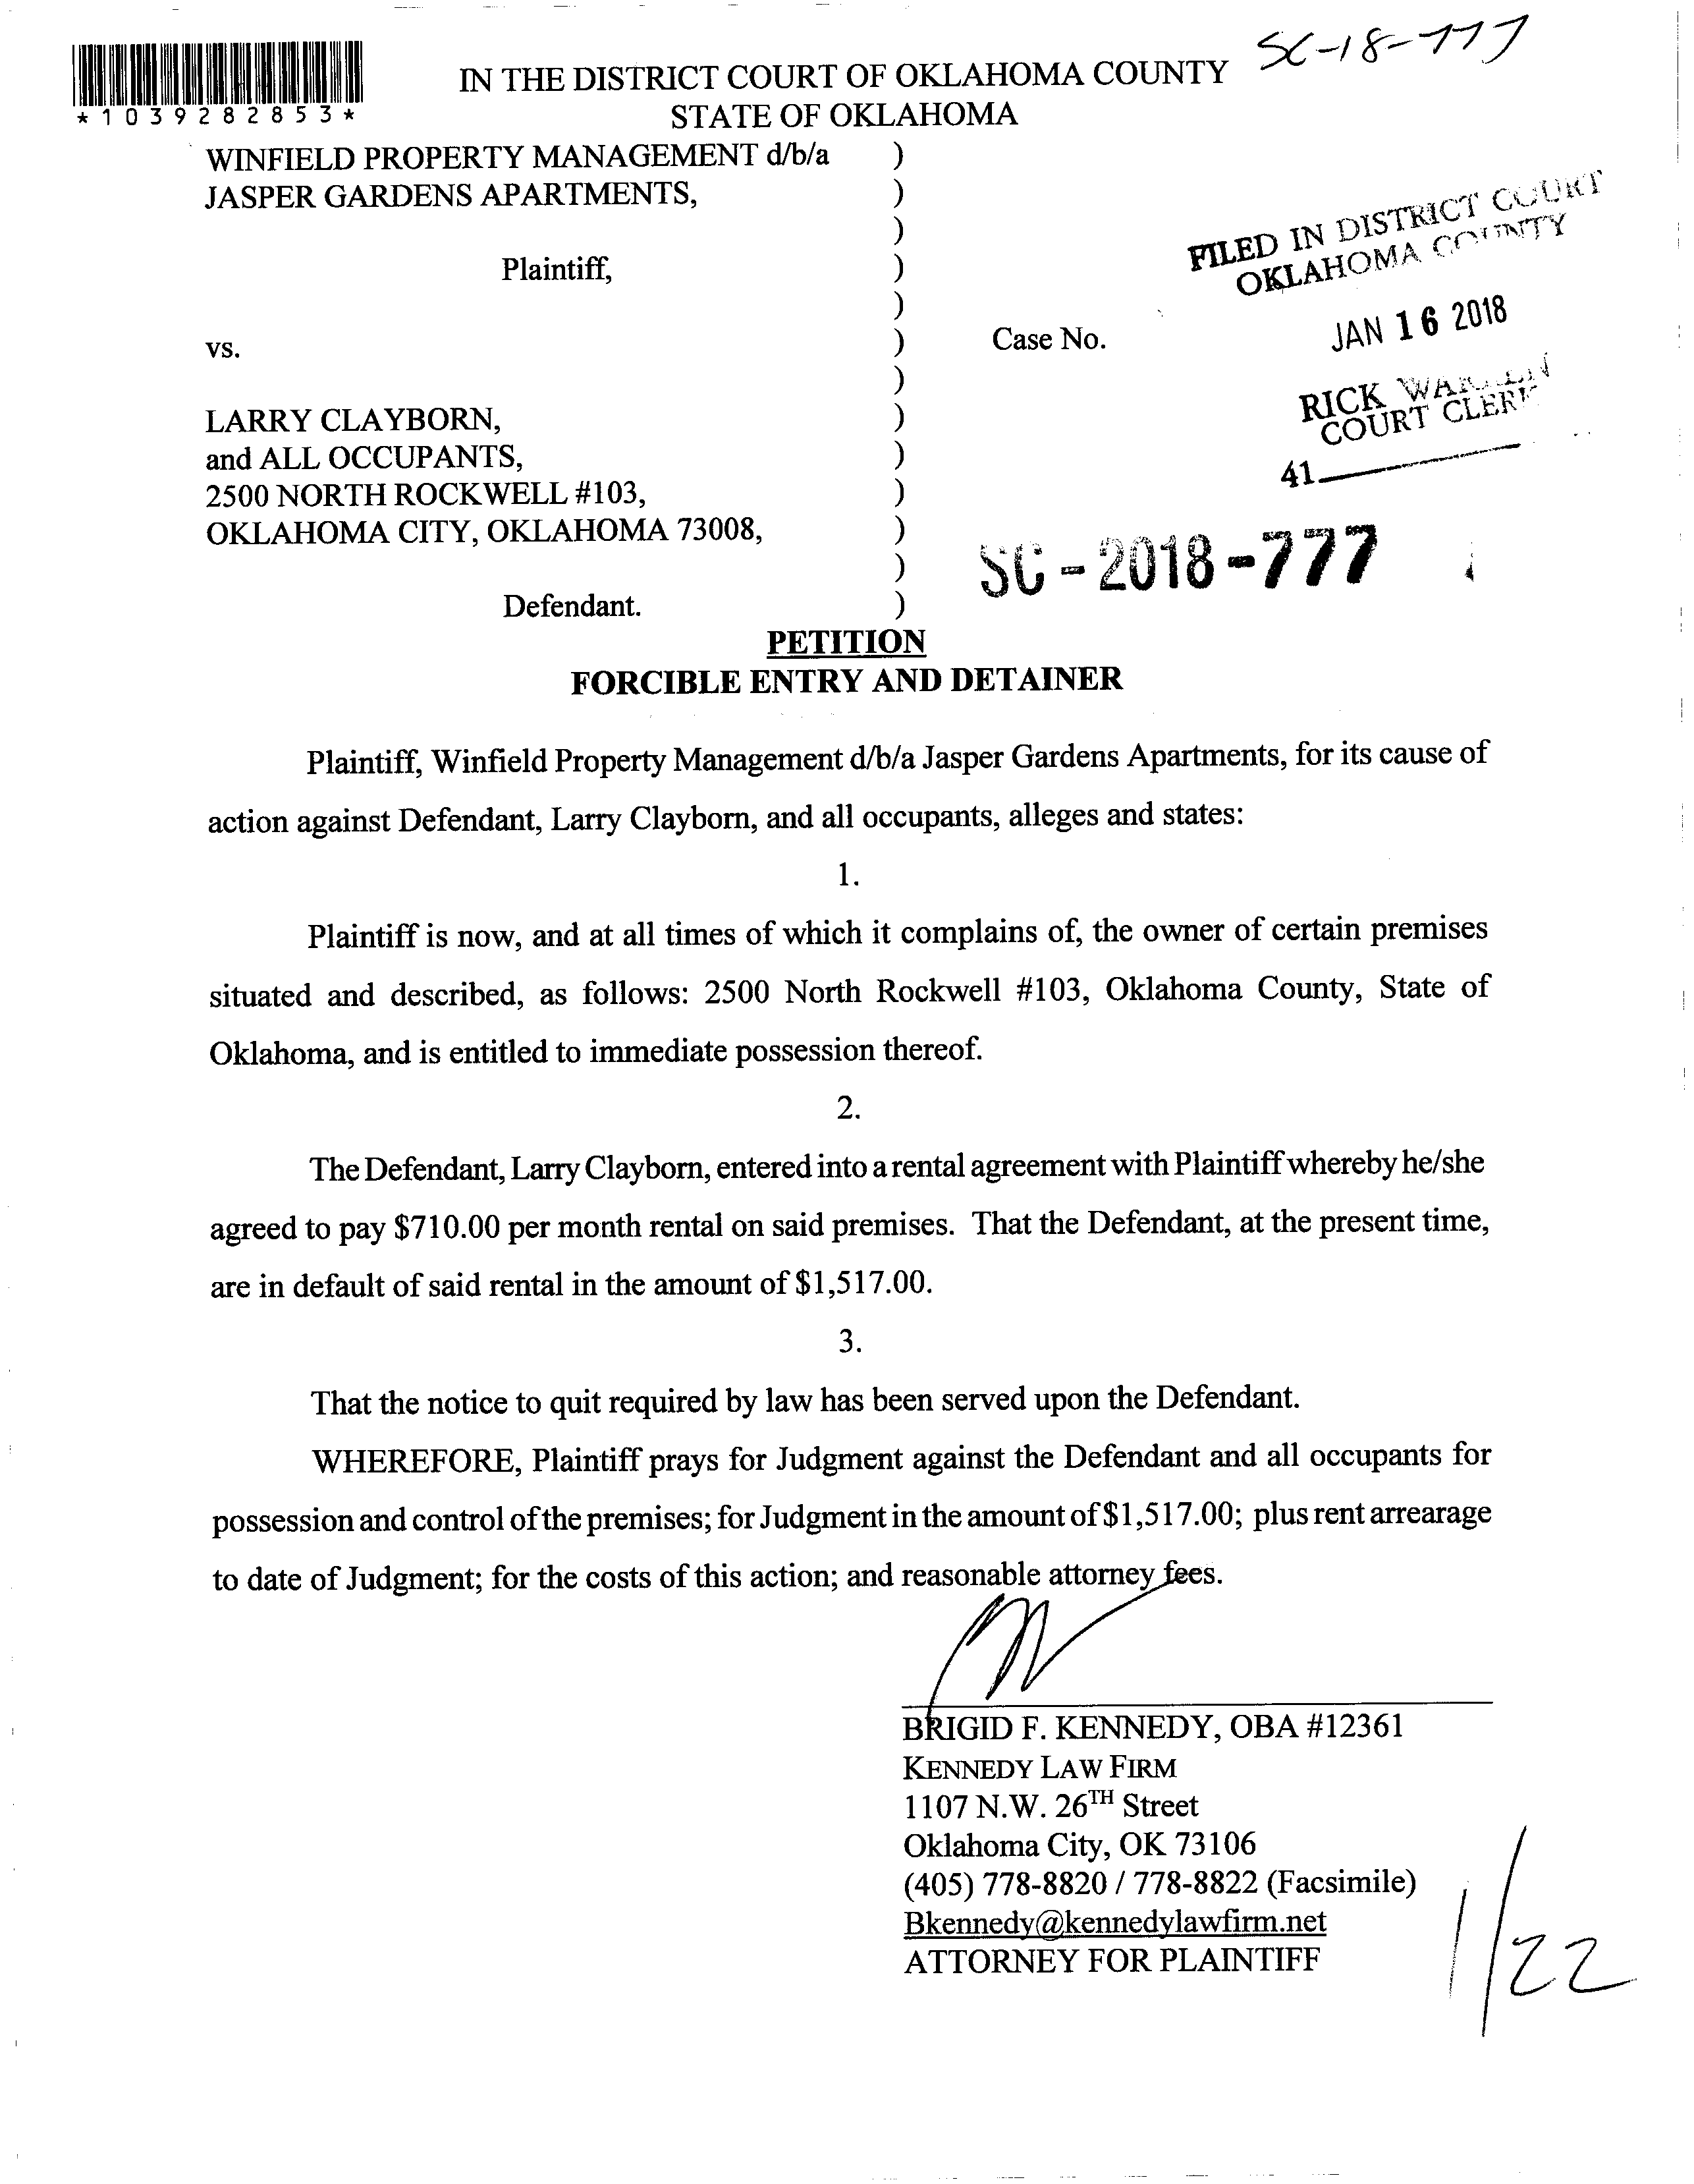 SC-18-777
*1039282853*
IN THE DISTRICT COURT OF OKLAHOMA COUNTY
STATE OF OKLAHOMA
WINFIELD PROPERTY MANAGEMENT d/b/a )
JASPER GARDENS APARTMENTS, )
)
Plaintiff, )
)
vs. ) Case No.
)
LARRY CLAYBORN, )
and ALL OCCUPANTS, )
2500 NORTH ROCKWELL #103, )
OKLAHOMA CITY, OKLAHOMA 73008, )
)
Defendant. )
FILED IN DISTRICT COURT
OKLAHOMA COUNTY
JAN 16 2018
RICK WARREN
COURT CLERK
41
SC-2018-777
PETITION
FORCIBLE ENTRY AND DETAINER
Plaintiff, Winfield Property Management d/b/a Jasper Gardens Apartments, for its cause of
action against Defendant, Larry Clayborn, and all occupants, alleges and states:
1.
Plaintiff is now, and at all times of which it complains of, the owner of certain premises
situated and described, as follows: 2500 North Rockwell #103, Oklahoma County, State of
Oklahoma, and is entitled to immediate possession thereof.
2.
The Defendant, Larry Clayborn, entered into a rental agreement with Plaintiff whereby he/she
agreed to pay $710.00 per month rental on said premises. That the Defendant, at the present time,
are in default of said rental in the amount of $1,517.00.
3.
That the notice to quit required by law has been served upon the Defendant.
WHEREFORE, Plaintiff prays for Judgment against the Defendant and all occupants for
possession and control of the premises; for Judgment in the amount of $1,517.00; plus rent arrearage
to date of Judgment; for the costs of this action; and reasonable attorney fees.
BRIGID F. KENNEDY, OBA #12361
KENNEDY LAW FIRM
1107 N.W. 26TH Street
Oklahoma City, OK 73106
(405) 778-8820 / 778-8822 (Facsimile)
Bkennedy@kennedylawfirm.net
ATTORNEY FOR PLAINTIFF
1/22